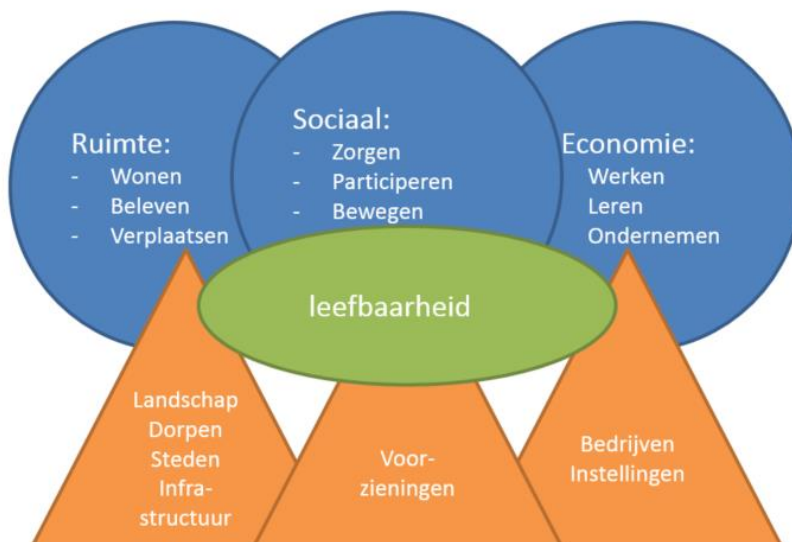 Ruimte:
- Wonen
- Beleven
- Verplaatsen
Sociaal:
- Zorgen
- Participeren
- Bewegen
Economie:
Werken
Leren
Ondernemen
leefbaarheid
Landschap
Dorpen
Steden
Infra-
structuur
Voor-
zieningen
Bedrijven
Instellingen